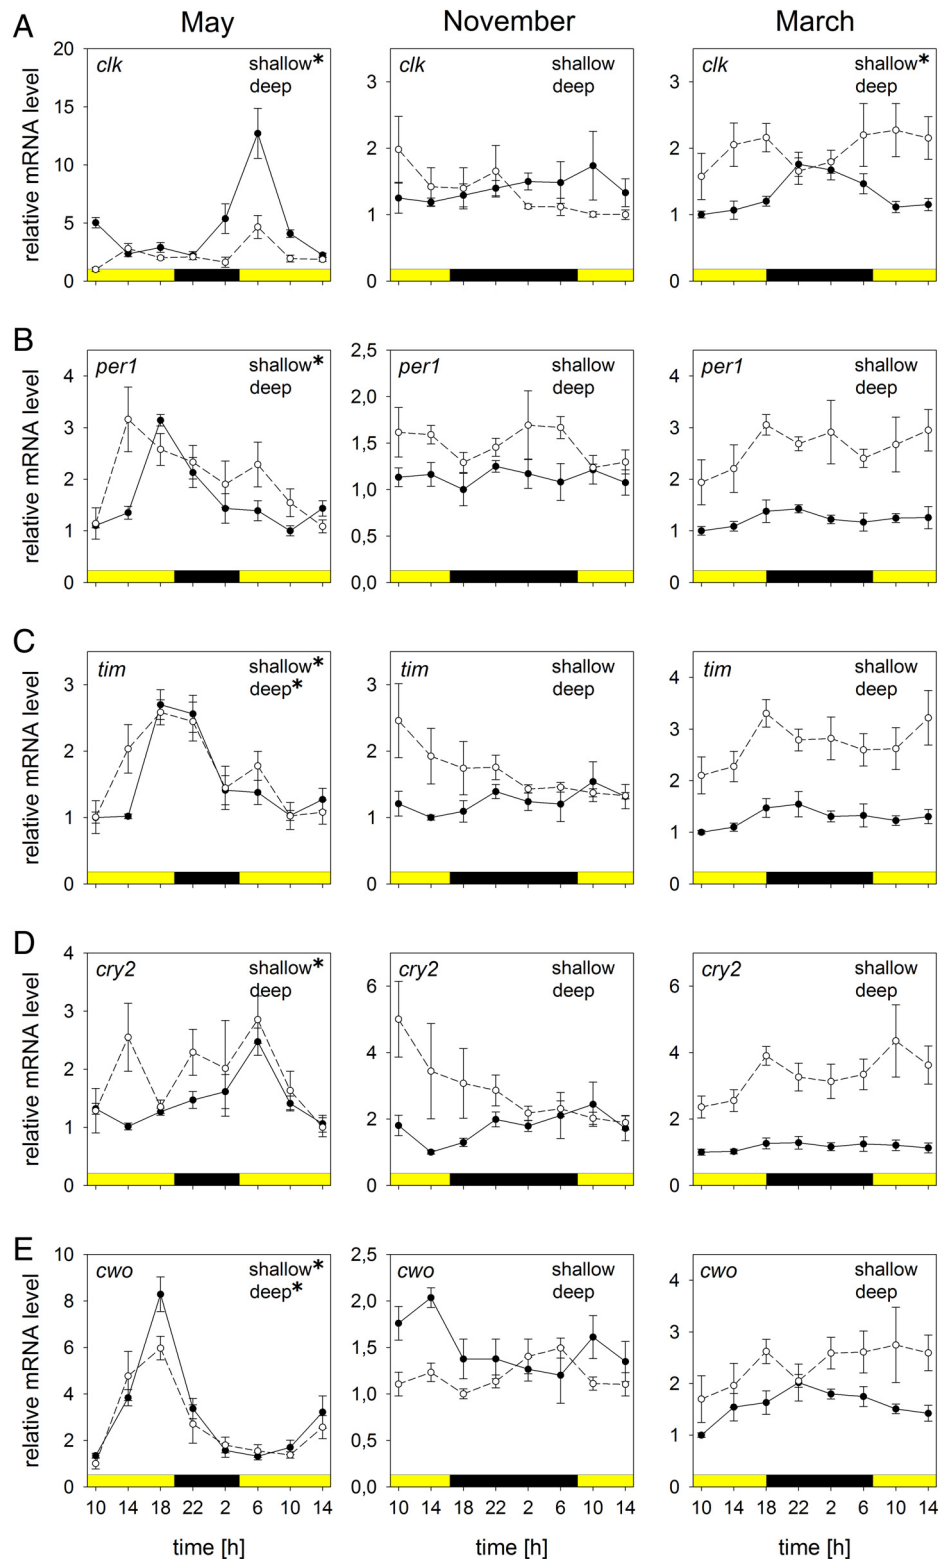 A May November March
20 clk shallow* deep
15
10
5
0
relative mRNA level
clk shallow deep
3
2
1
0
clk shallow* deep
3
2
1
0
10 14 18 22 2 6 10 14
B
per1 shallow* deep
4
3
2
1
0
relative mRNA level
per1 shallow deep
2,5
2,0
1,5
1,0
0,5
0,0
per1 shallow deep
4
3
2
1
0
C
tim shallow* deep*
3
2
1
0
relative mRNA level
tim shallow deep
3
2
1
0
tim shallow deep
4
3
2
1
0
D
cry2 shallow* deep
4
3
2
1
0
relative mRNA level
cry2 shallow deep
6
4
2
0
cry2 shallow deep
6
4
2
0
E
cwo shallow* deep*
10
8
6
4
2
0
relative mRNA level
cwo shallow deep
2,5
2,0
1,5
1,0
0,5
0,0
cwo shallow deep
4
3
2
1
0
10 14 18 22 2 6 10 14
10 14 18 22 2 6 10 14
10 14 18 22 2 6 10 14
time [h] time [h] time [h]